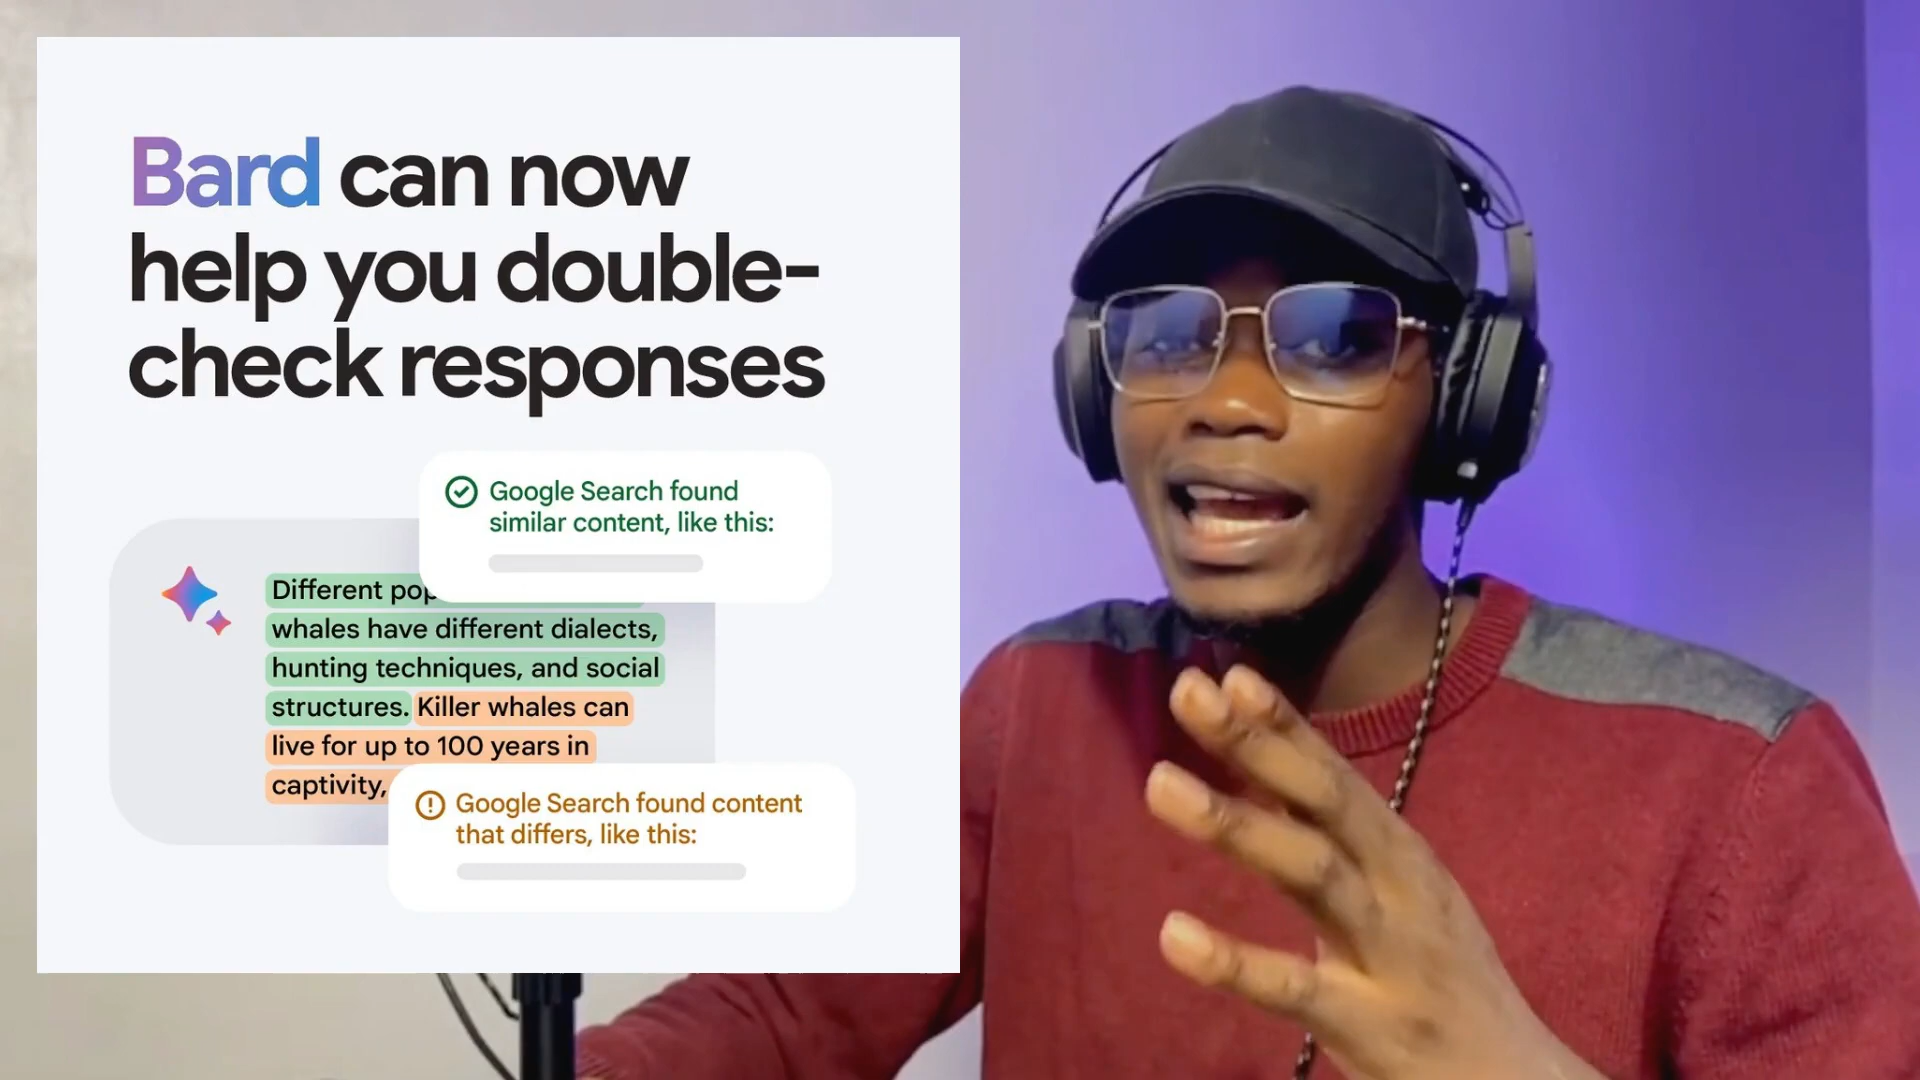 Bard can now
help you double-
check responses
Google Search found
similar content, like this:
Different
whales have different dialects,
hunting techniques, and social
structures. Killer whales can
live for up to 100 years in
captivity,
Google Search found content
that differs, like this: